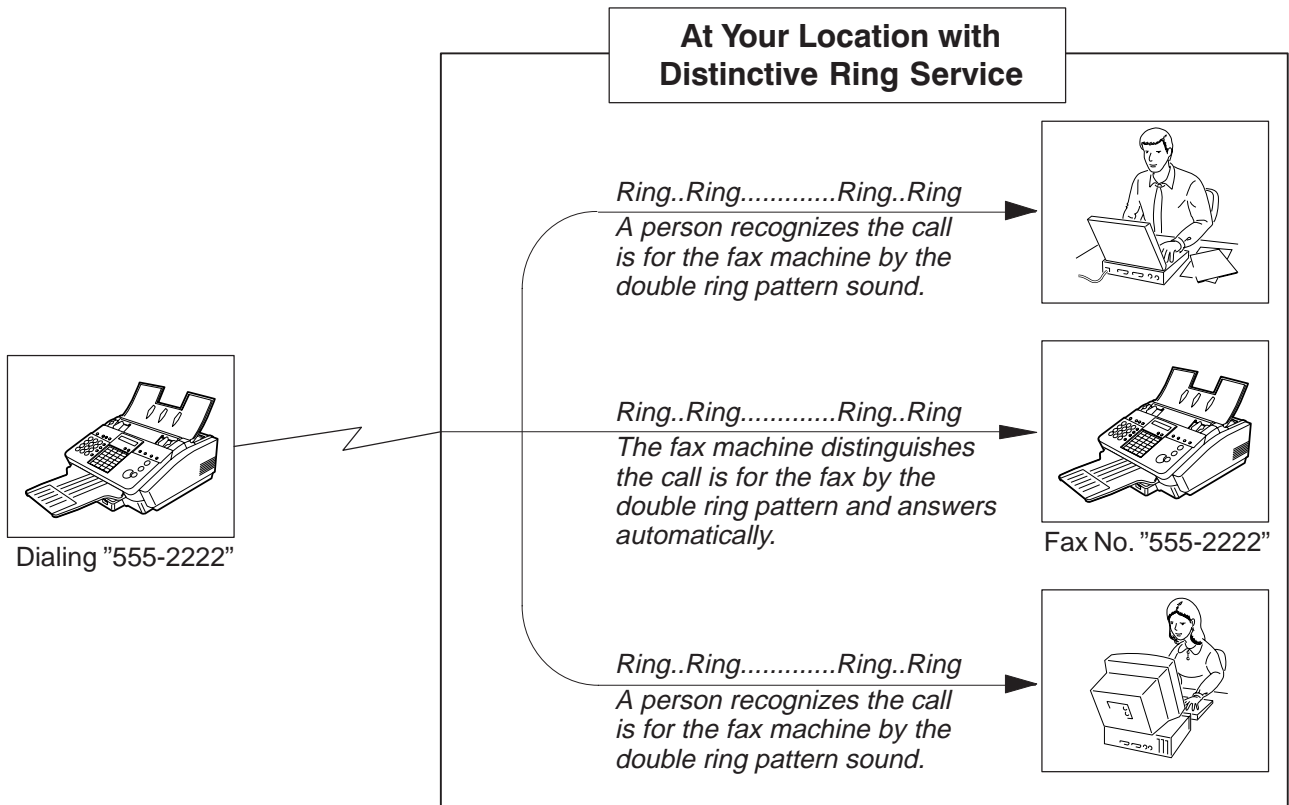 At Your Location with
Distinctive Ring Service
Ring..Ring.............Ring..Ring
A person recognizes the call
is for the fax machine by the
double ring pattern sound.
Ring..Ring.............Ring..Ring
The fax machine distinguishes
the call is for the fax by the
double ring pattern and answers
automatically.
Dialing "555-2222"
Fax No. "555-2222"
Ring..Ring.............Ring..Ring
A person recognizes the call
is for the fax machine by the
double ring pattern sound.